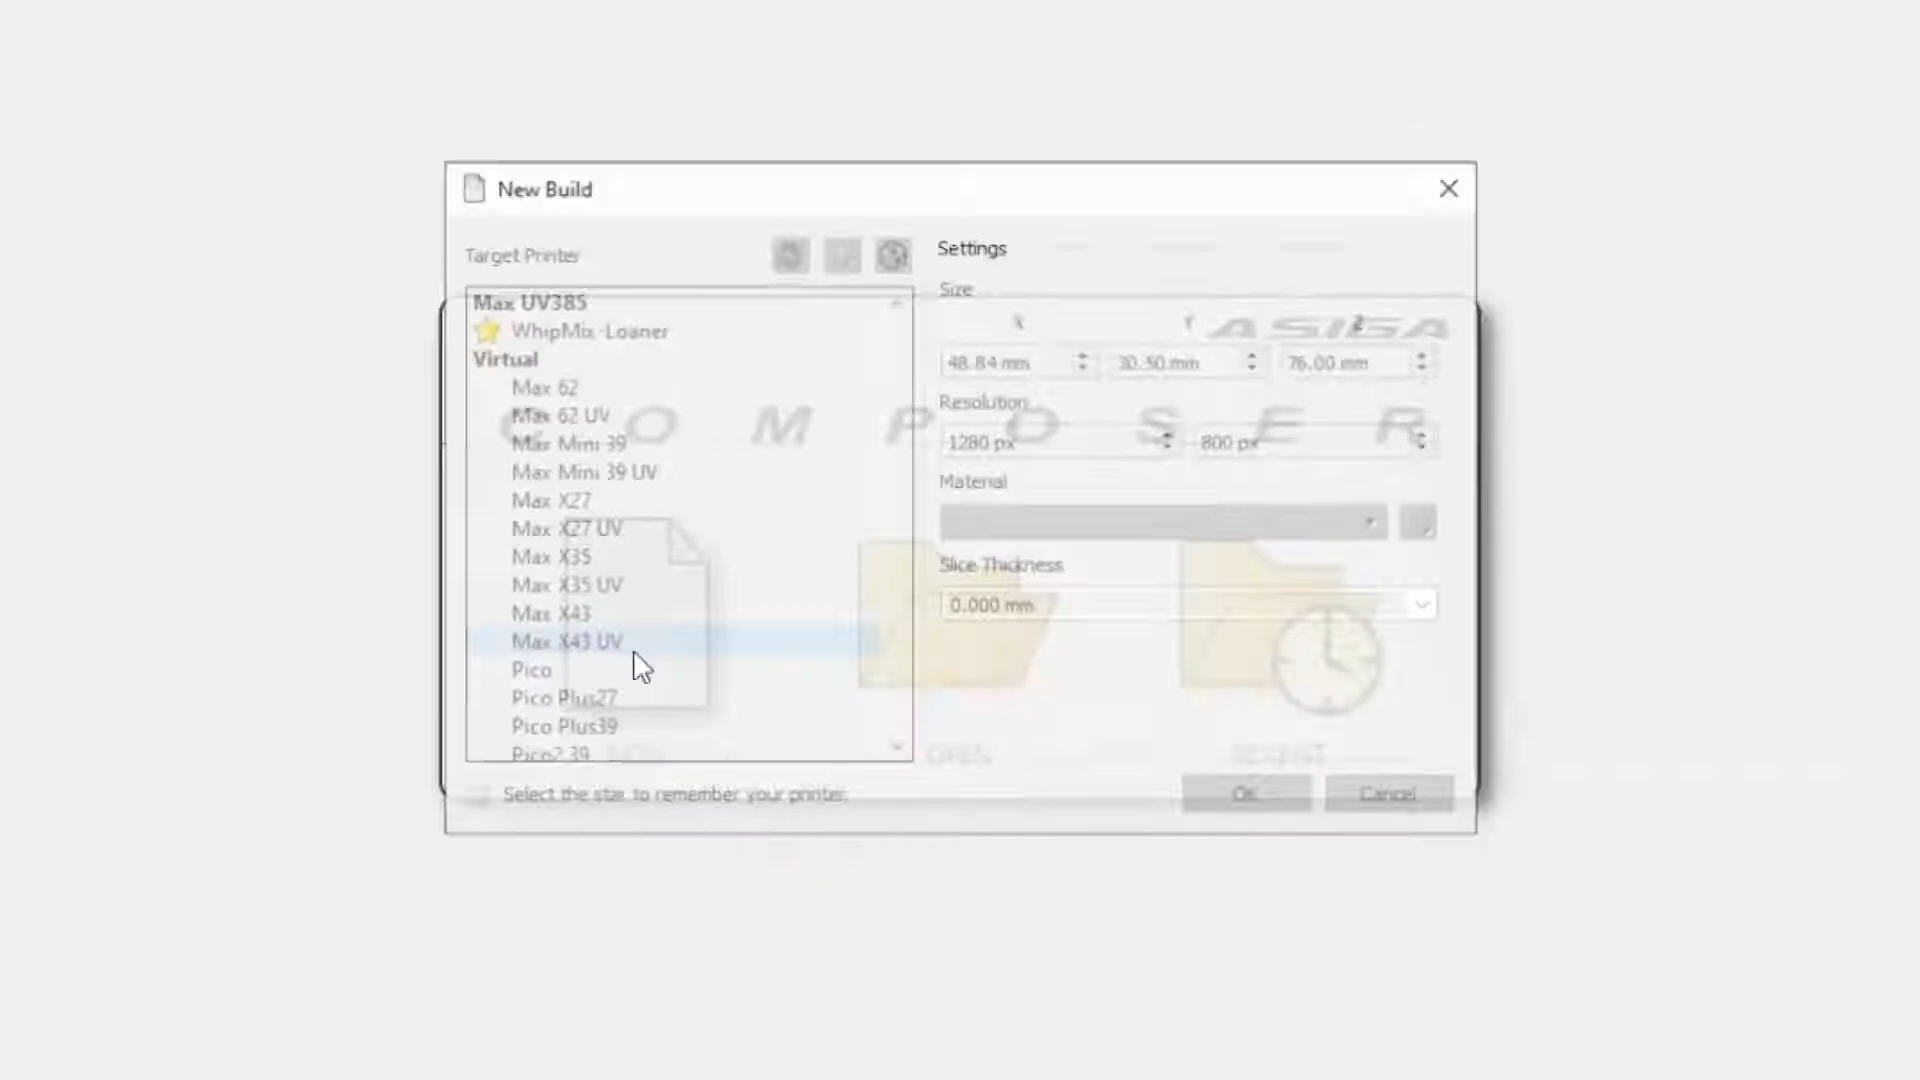 New Build
Target Printer
Settings
Max UV385
Size
WhipMix-Loaner
X Y Z
ASIGA
Virtual
48.84 mm 30.50 mm 76.00 mm
Max 62
Max 62 UV
Resolution
COMPOSER
Max Mini 39
1280 px 800 px
Max Mini 39 UV
Material
Max X27
Max X27 UV
Max X35
Slice Thickness
Max X35 UV
0.000 mm
Max X43
Max X43 UV
Pico
Pico Plus27
Pico Plus39
Pico2 39
OPEN
RECENT
Select the star to remember your printer.
OK Cancel